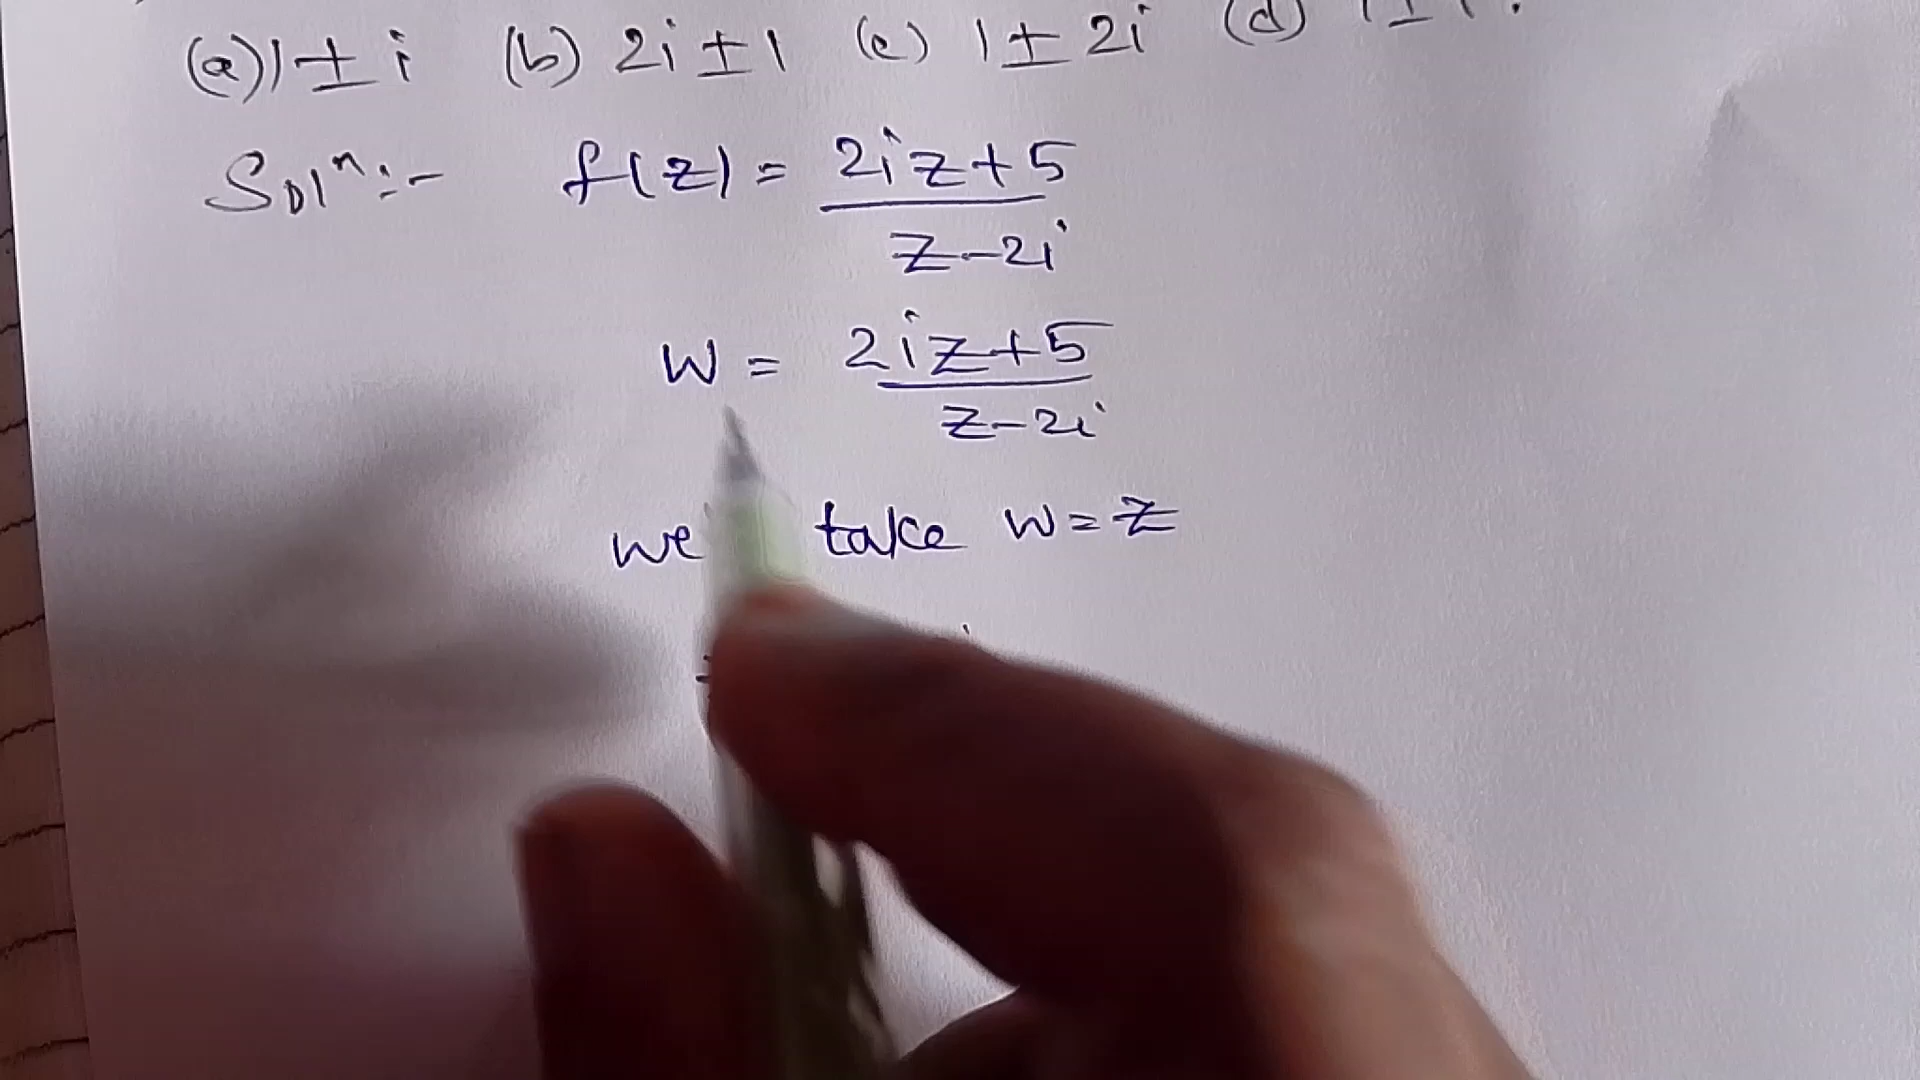 (a) 1 ± i (b) 2i ± 1 (c) 1 ± 2i (d)
Solⁿ:- f(z) = 2iz+5
z-2i
w = 2iz+5
z-2i
we take w=z